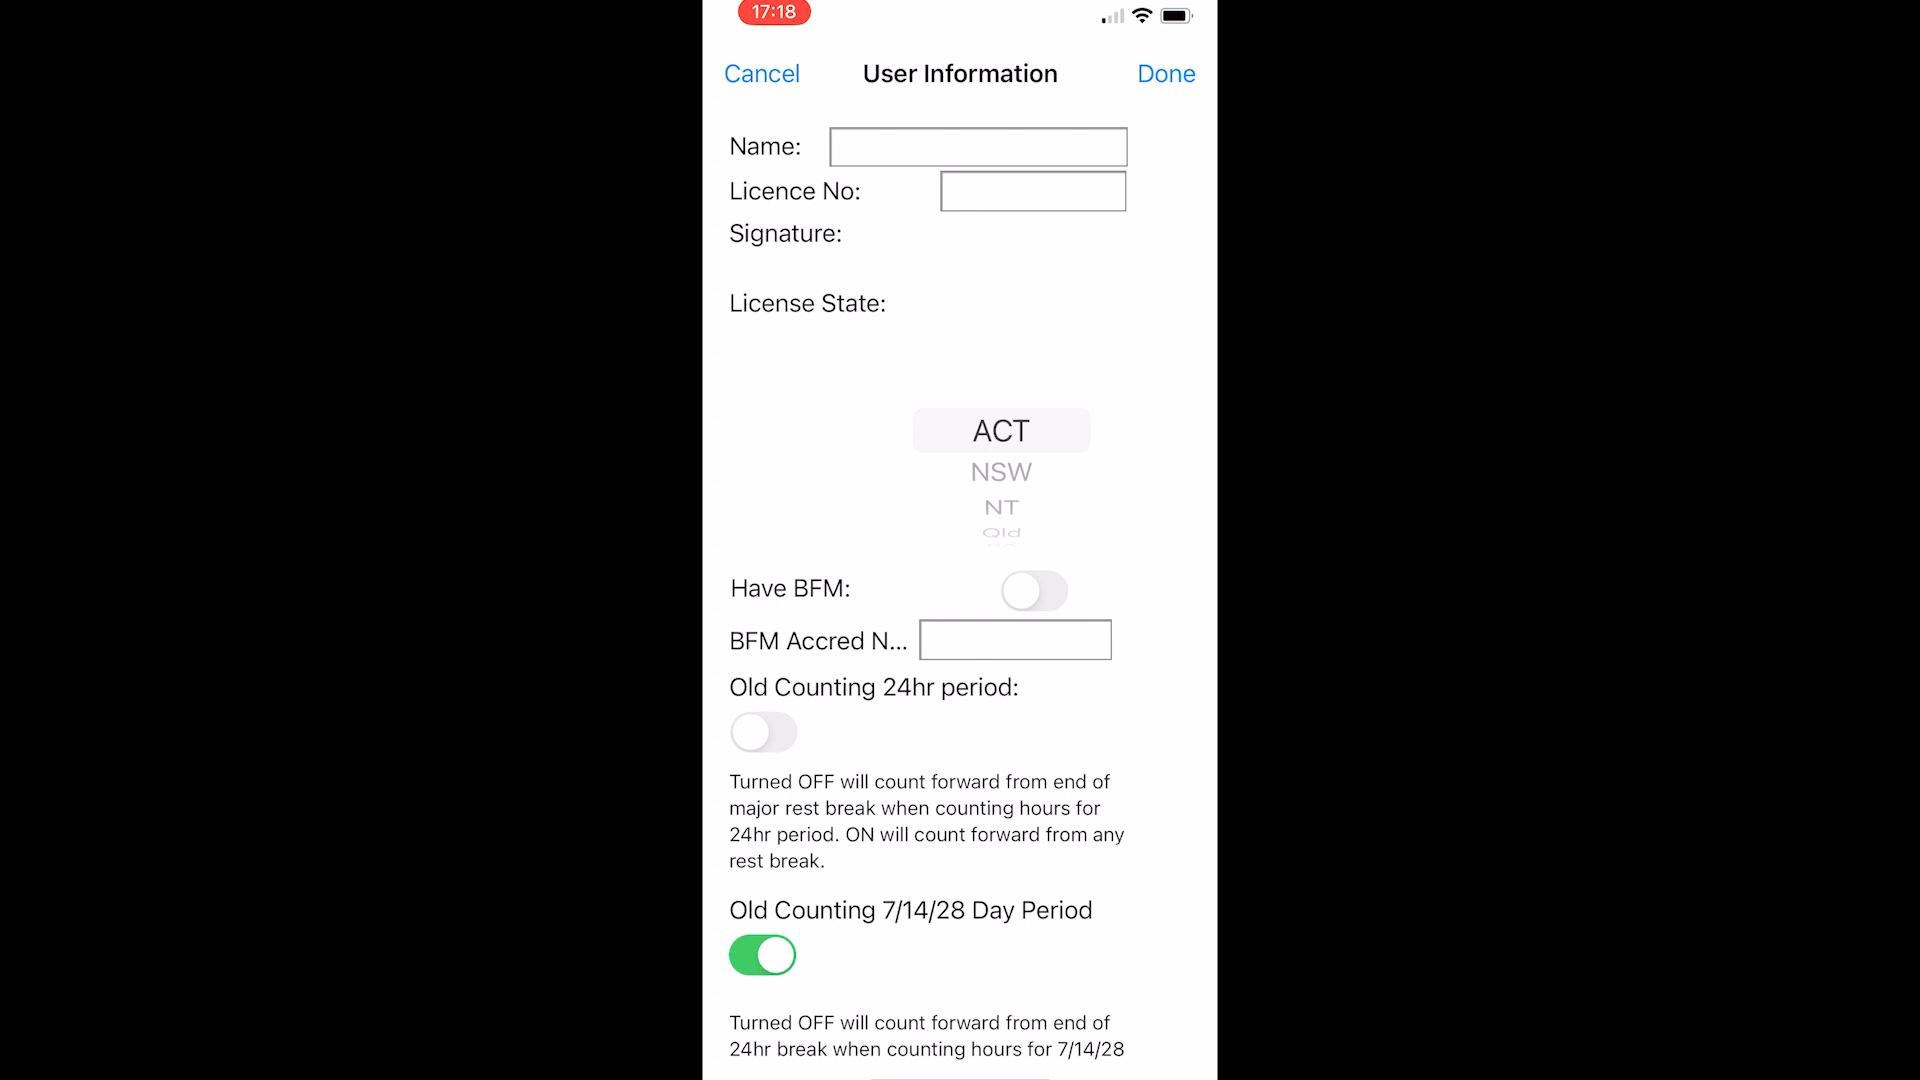 17:18
Cancel User Information Done
Name:
Licence No:
Signature:
License State:
ACT
NSW
NT
Qld
Have BFM:
BFM Accred N...
Old Counting 24hr period:
Turned OFF will count forward from end of
major rest break when counting hours for
24hr period. ON will count forward from any
rest break.
Old Counting 7/14/28 Day Period
Turned OFF will count forward from end of
24hr break when counting hours for 7/14/28